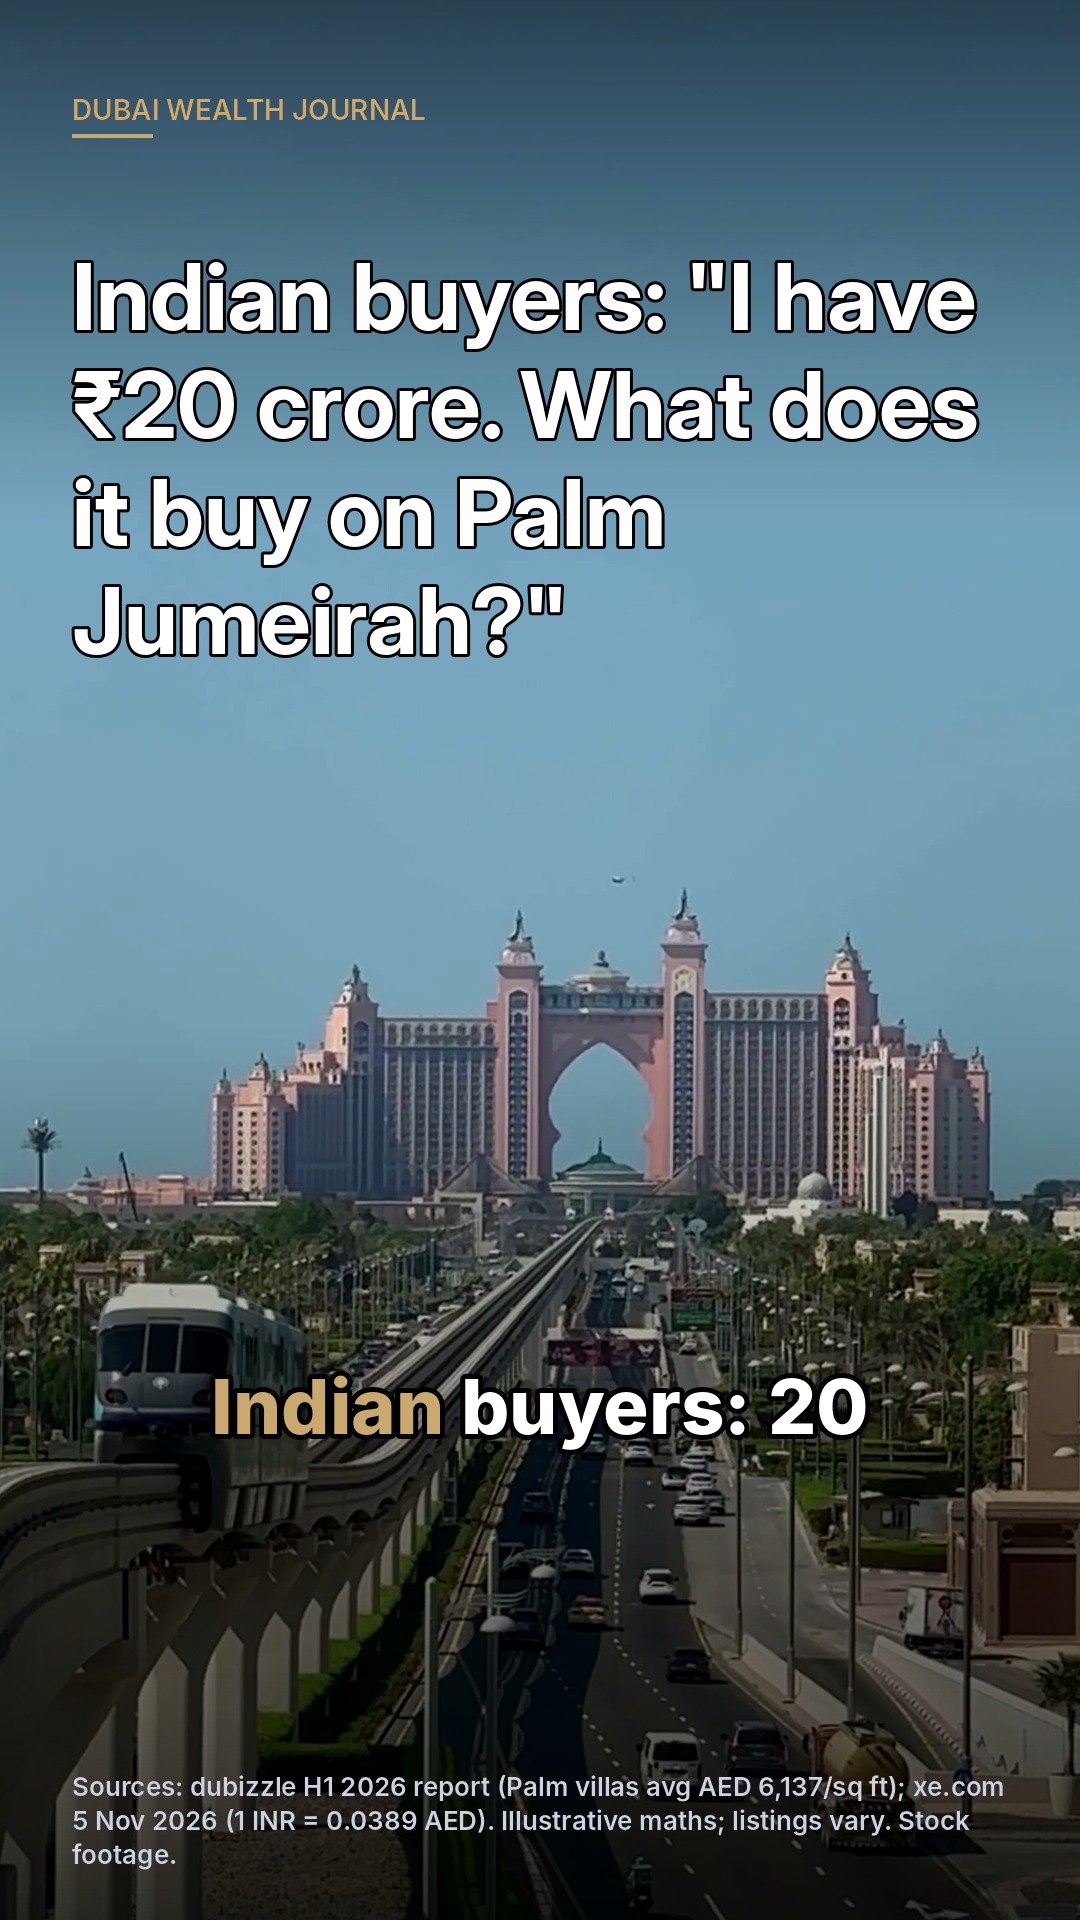 DUBAI WEALTH JOURNAL
Indian buyers: "I have
₹20 crore. What does
it buy on Palm
Jumeirah?"
Indian buyers: 20
Sources: dubizzle H1 2026 report (Palm villas avg AED 6,137/sq ft); xe.com
5 Nov 2026 (1 INR = 0.0389 AED). Illustrative maths; listings vary. Stock
footage.